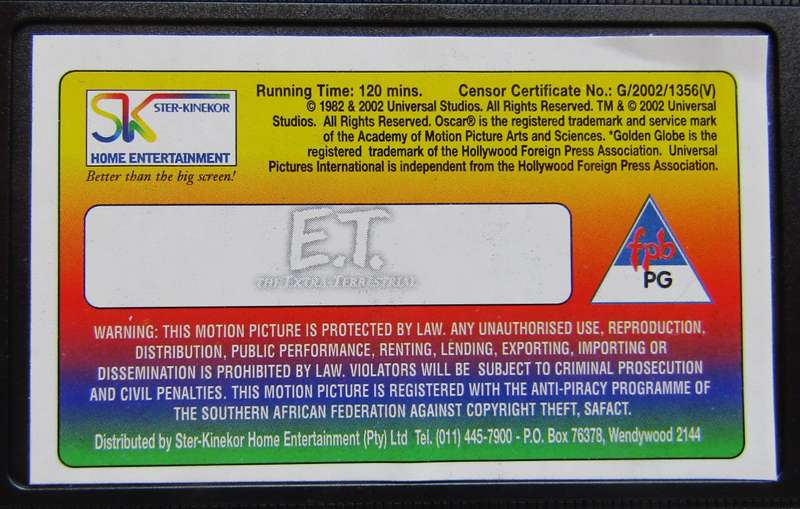 SK STER-KINEKOR
HOME ENTERTAINMENT
Better than the big screen!
Running Time: 120 mins. Censor Certificate No.: G/2002/1356(V)
© 1982 & 2002 Universal Studios. All Rights Reserved. TM & © 2002 Universal
Studios. All Rights Reserved. Oscar® is the registered trademark and service mark
of the Academy of Motion Picture Arts and Sciences. *Golden Globe is the
registered trademark of the Hollywood Foreign Press Association. Universal
Pictures International is independent from the Hollywood Foreign Press Association.
E.T.
THE EXTRA-TERRESTRIAL
fpb
PG
WARNING: THIS MOTION PICTURE IS PROTECTED BY LAW. ANY UNAUTHORISED USE, REPRODUCTION,
DISTRIBUTION, PUBLIC PERFORMANCE, RENTING, LENDING, EXPORTING, IMPORTING OR
DISSEMINATION IS PROHIBITED BY LAW. VIOLATORS WILL BE SUBJECT TO CRIMINAL PROSECUTION
AND CIVIL PENALTIES. THIS MOTION PICTURE IS REGISTERED WITH THE ANTI-PIRACY PROGRAMME OF
THE SOUTHERN AFRICAN FEDERATION AGAINST COPYRIGHT THEFT, SAFACT.
Distributed by Ster-Kinekor Home Entertainment (Pty) Ltd Tel. (011) 445-7900 - P.O. Box 76378, Wendywood 2144